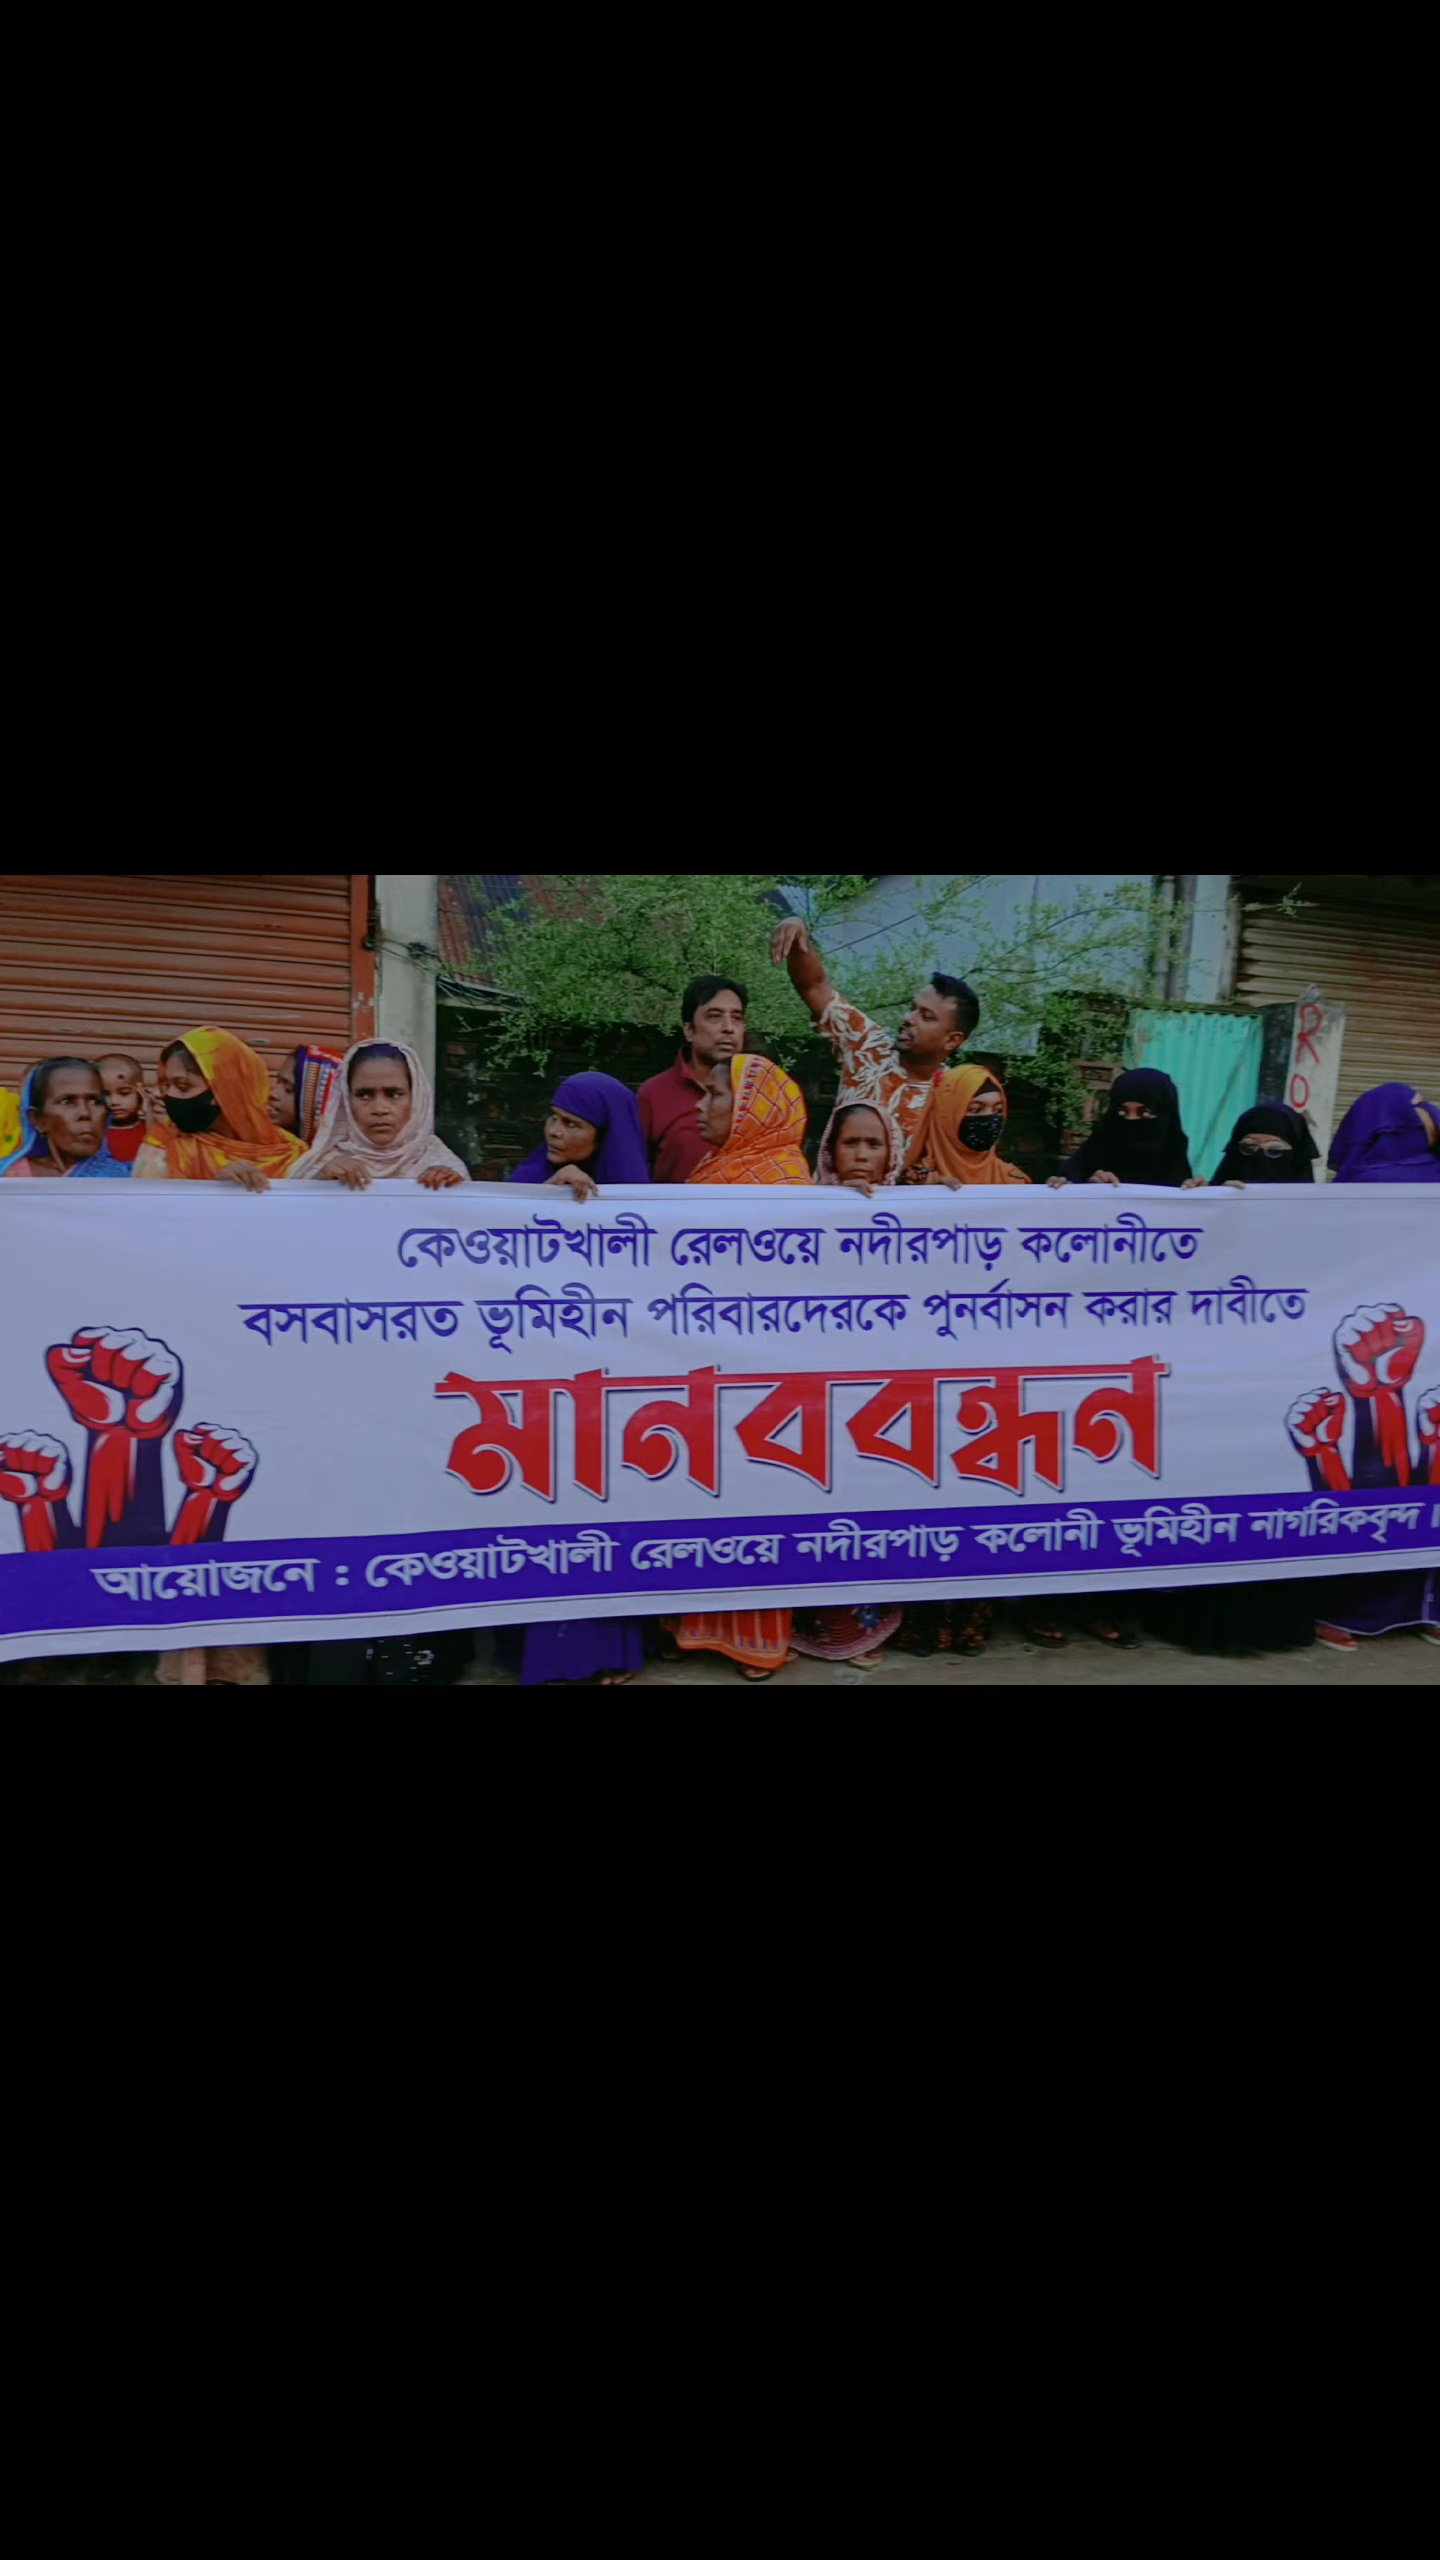 কেওয়াটখালী রেলওয়ে নদীরপাড় কলোনীতে
বসবাসরত ভূমিহীন পরিবারদেরকে পুনর্বাসন করার দাবীতে
মানববন্ধন
আয়োজনে : কেওয়াটখালী রেলওয়ে নদীরপাড় কলোনী ভূমিহীন নাগরিকবৃন্দ।